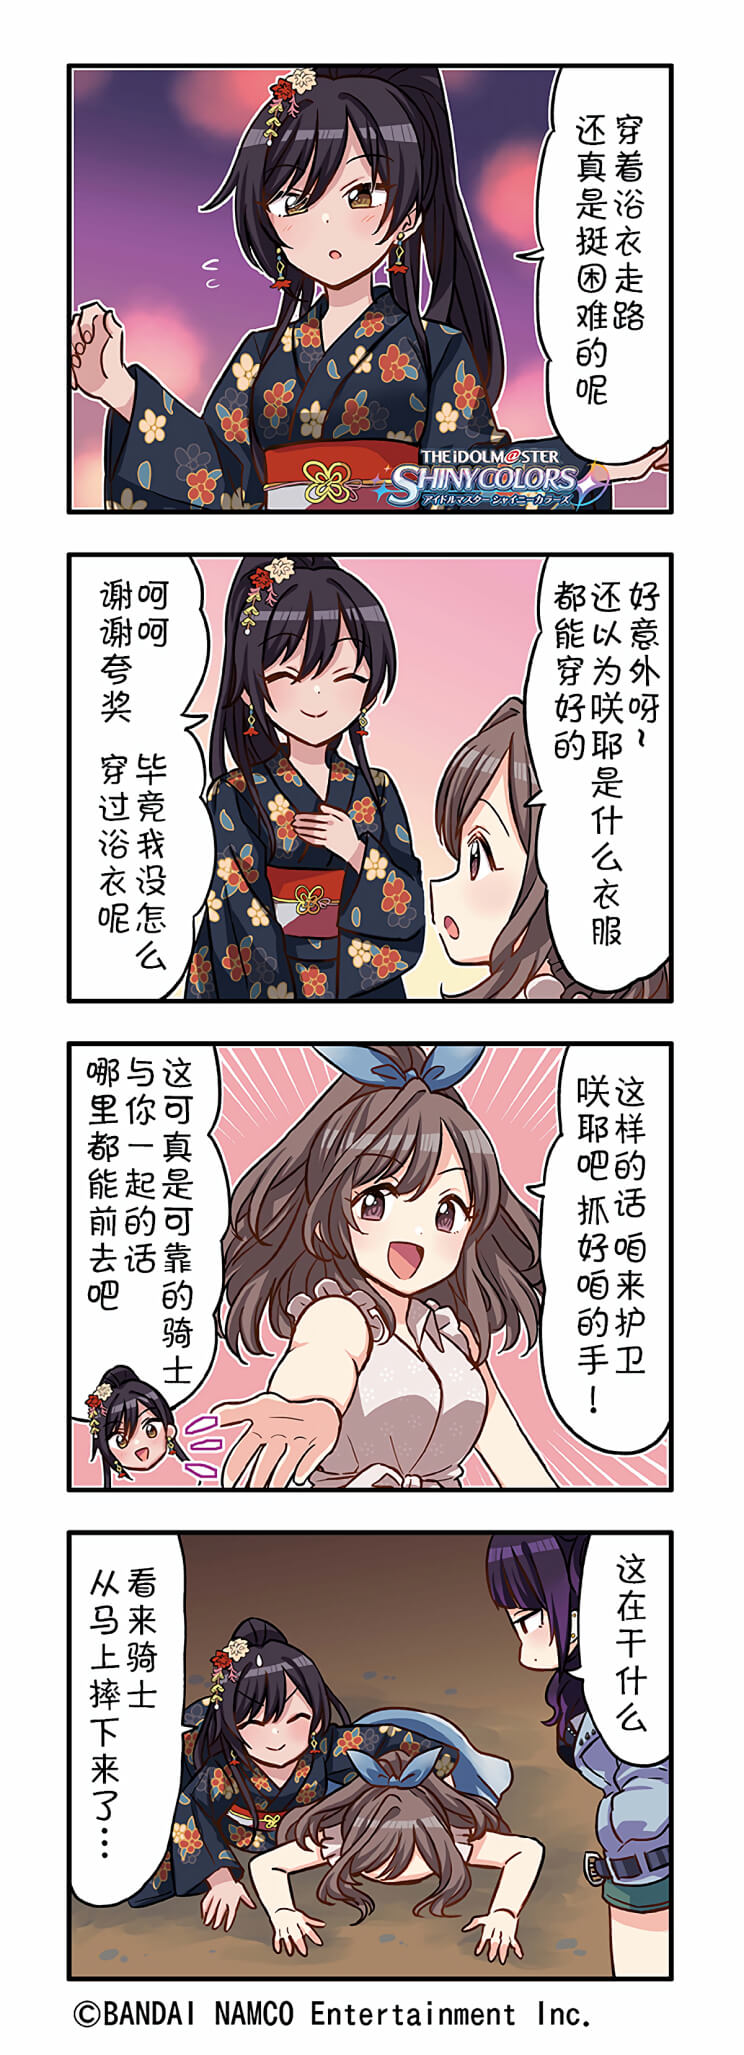 穿着浴衣走路
还真是挺困难的呢
THE iDOLM@STER
SHINYCOLORS
アイドルマスター シャイニーカラーズ
好意外呀~
还以为咲耶是什么衣服
都能穿好的
呵呵
谢谢夸奖
毕竟我没怎么
穿过浴衣呢
这样的话 咱来护卫
咲耶吧 抓好咱的手！
这可真是可靠的骑士
与你一起的话
哪里都能前去吧
这在干什么
看来骑士
从马上摔下来了…
©BANDAI NAMCO Entertainment Inc.